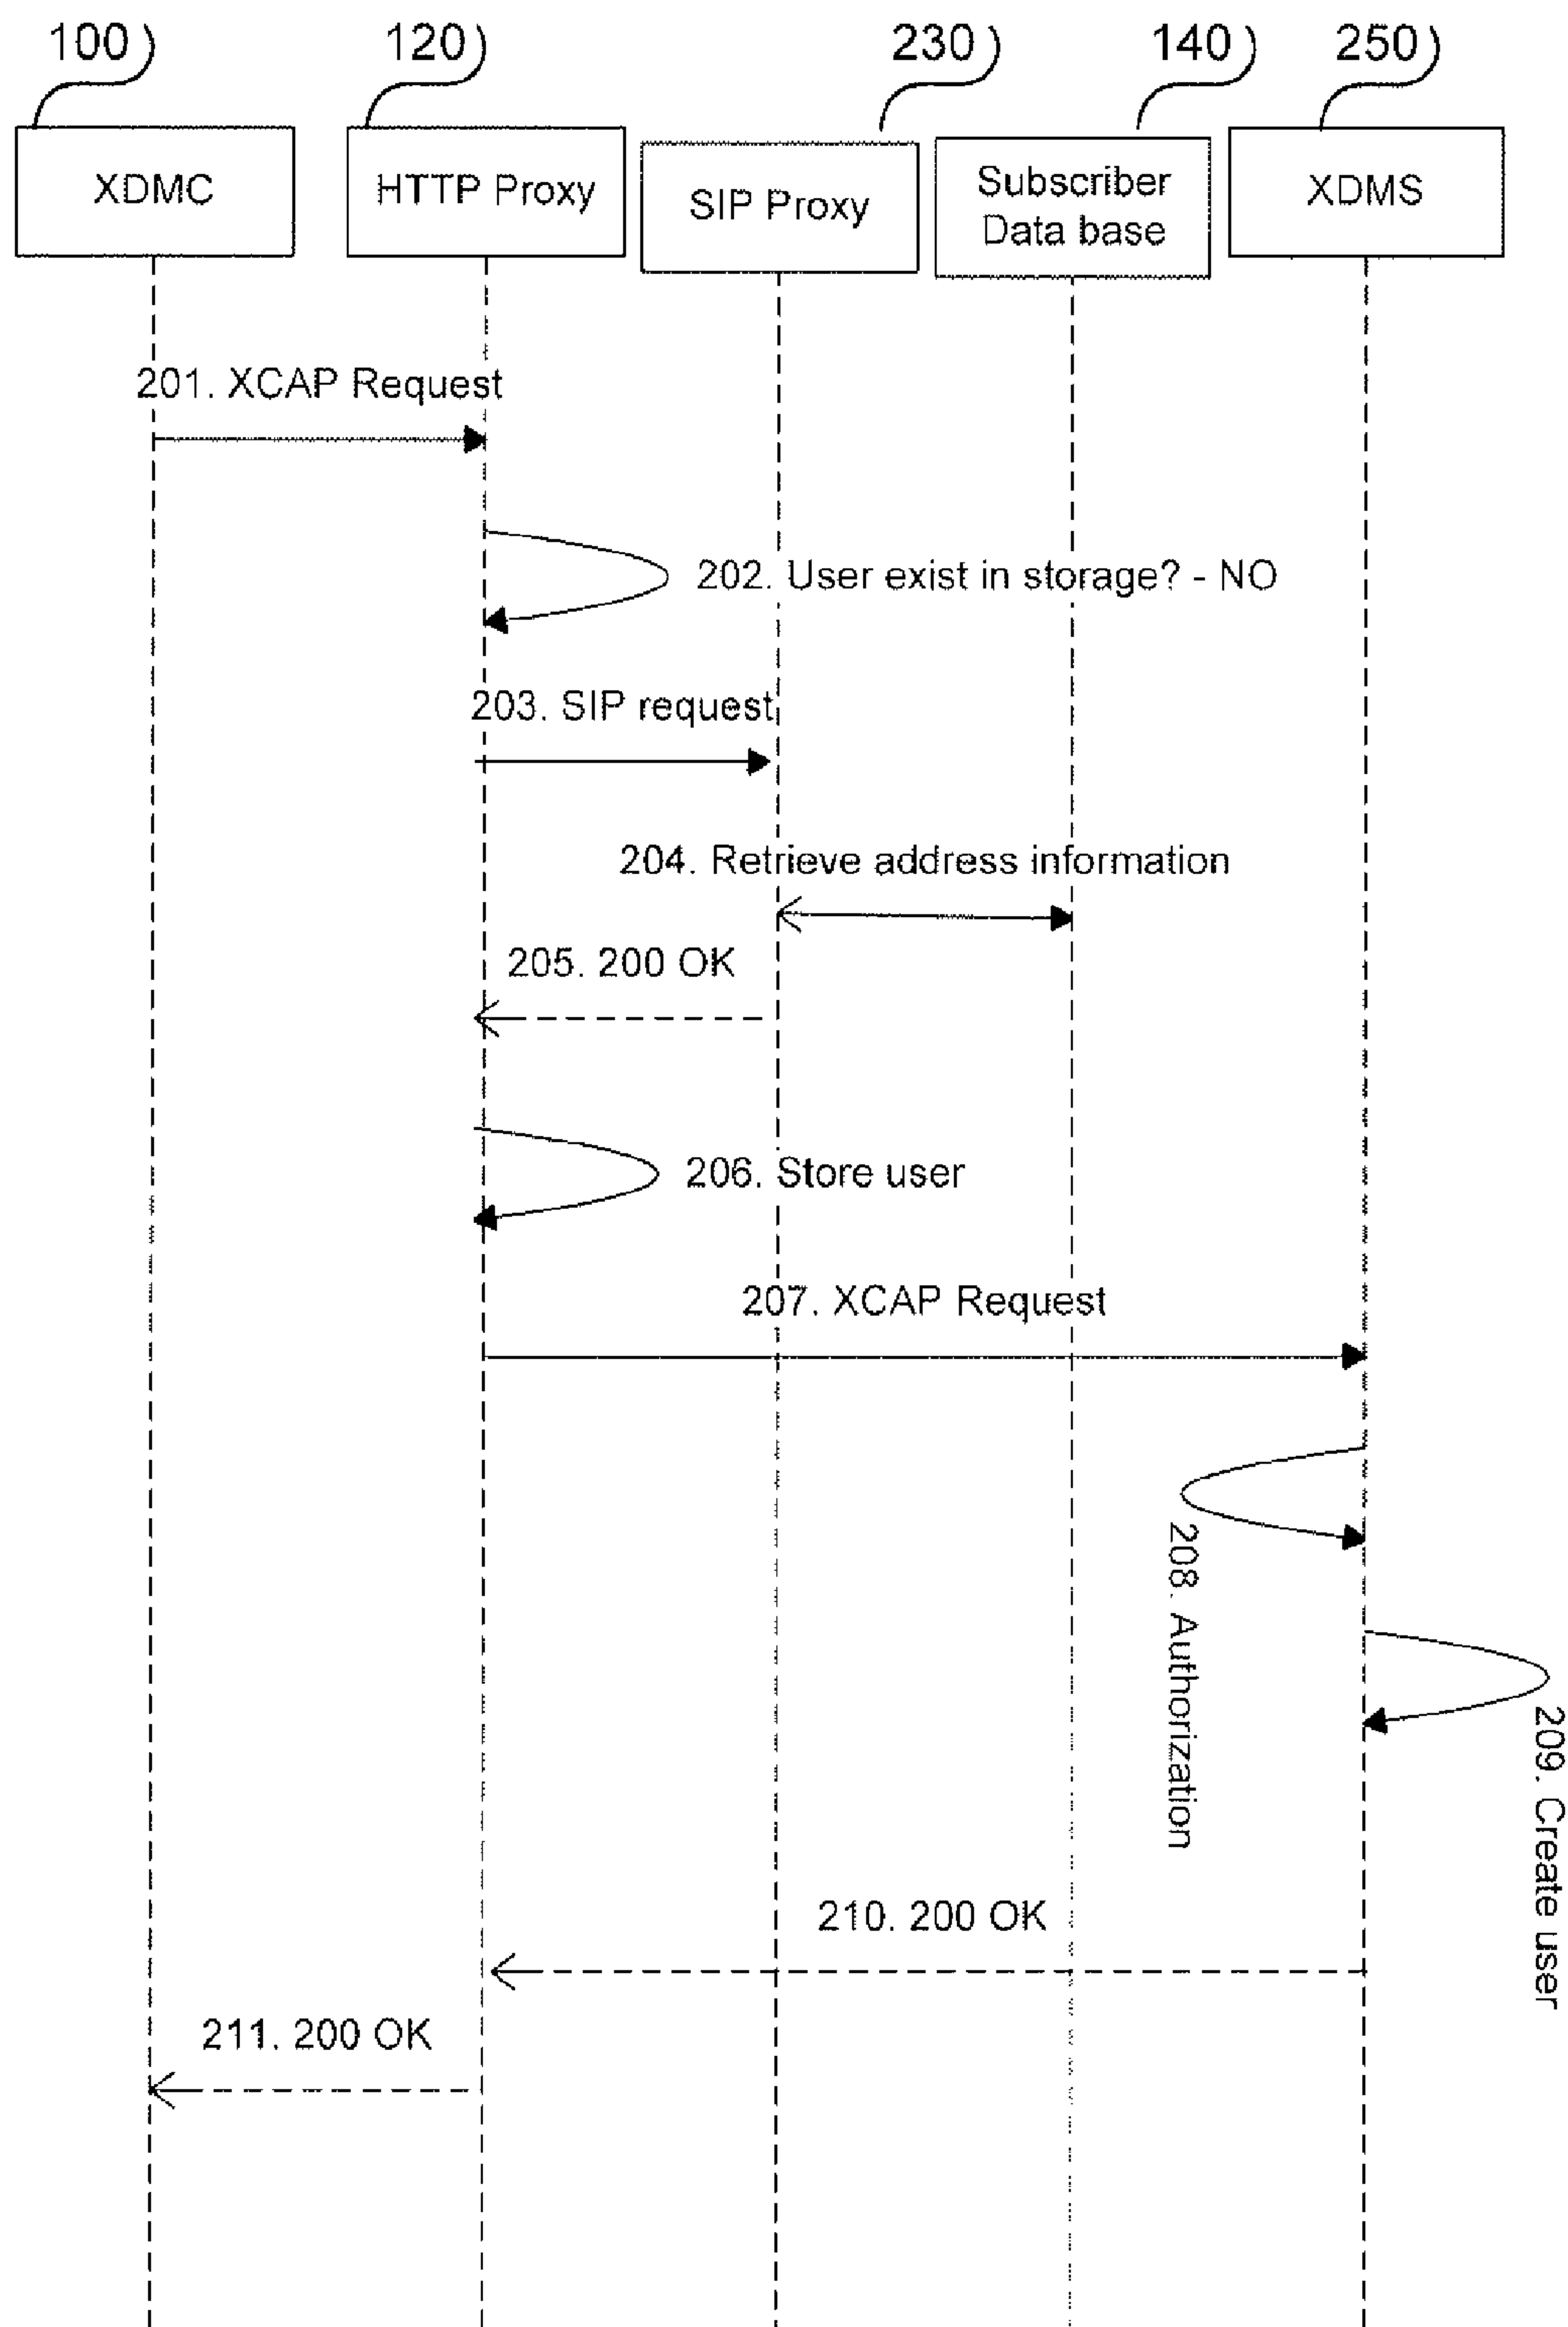 100
120
230
140
250
XDMC
HTTP Proxy
SIP Proxy
Subscriber
Data base
XDMS
201. XCAP Request
202. User exist in storage? - NO
203. SIP request
204. Retrieve address information
205. 200 OK
206. Store user
207. XCAP Request
208. Authorization
209. Create user
210. 200 OK
211. 200 OK